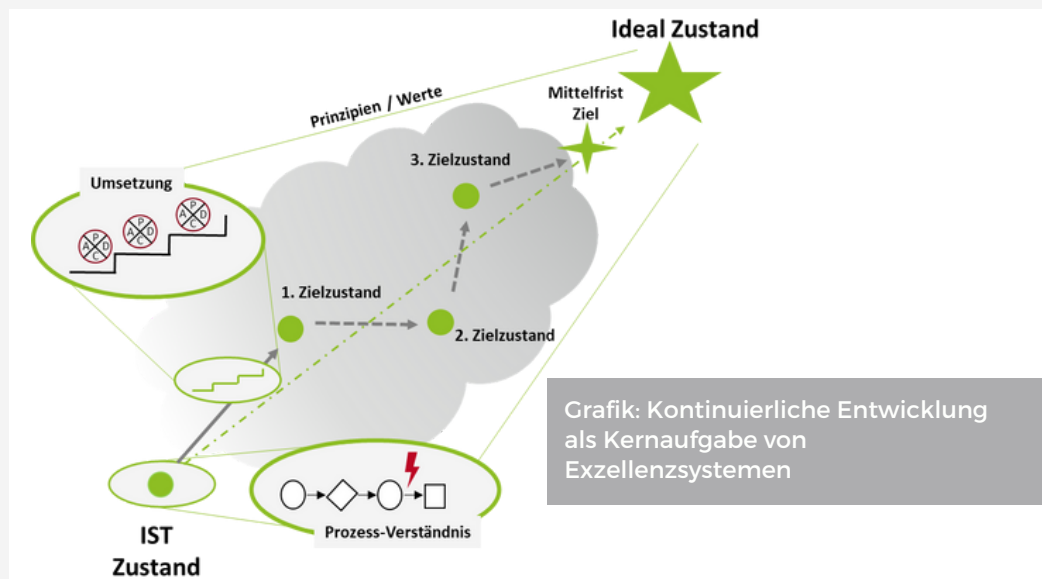 Ideal Zustand
Prinzipien / Werte
Mittelfrist
Ziel
3. Zielzustand
Umsetzung
P
A D
C
P
A D
C
P
A D
C
1. Zielzustand
2. Zielzustand
Grafik: Kontinuierliche Entwicklung
als Kernaufgabe von
Exzellenzsystemen
Prozess-Verständnis
IST
Zustand